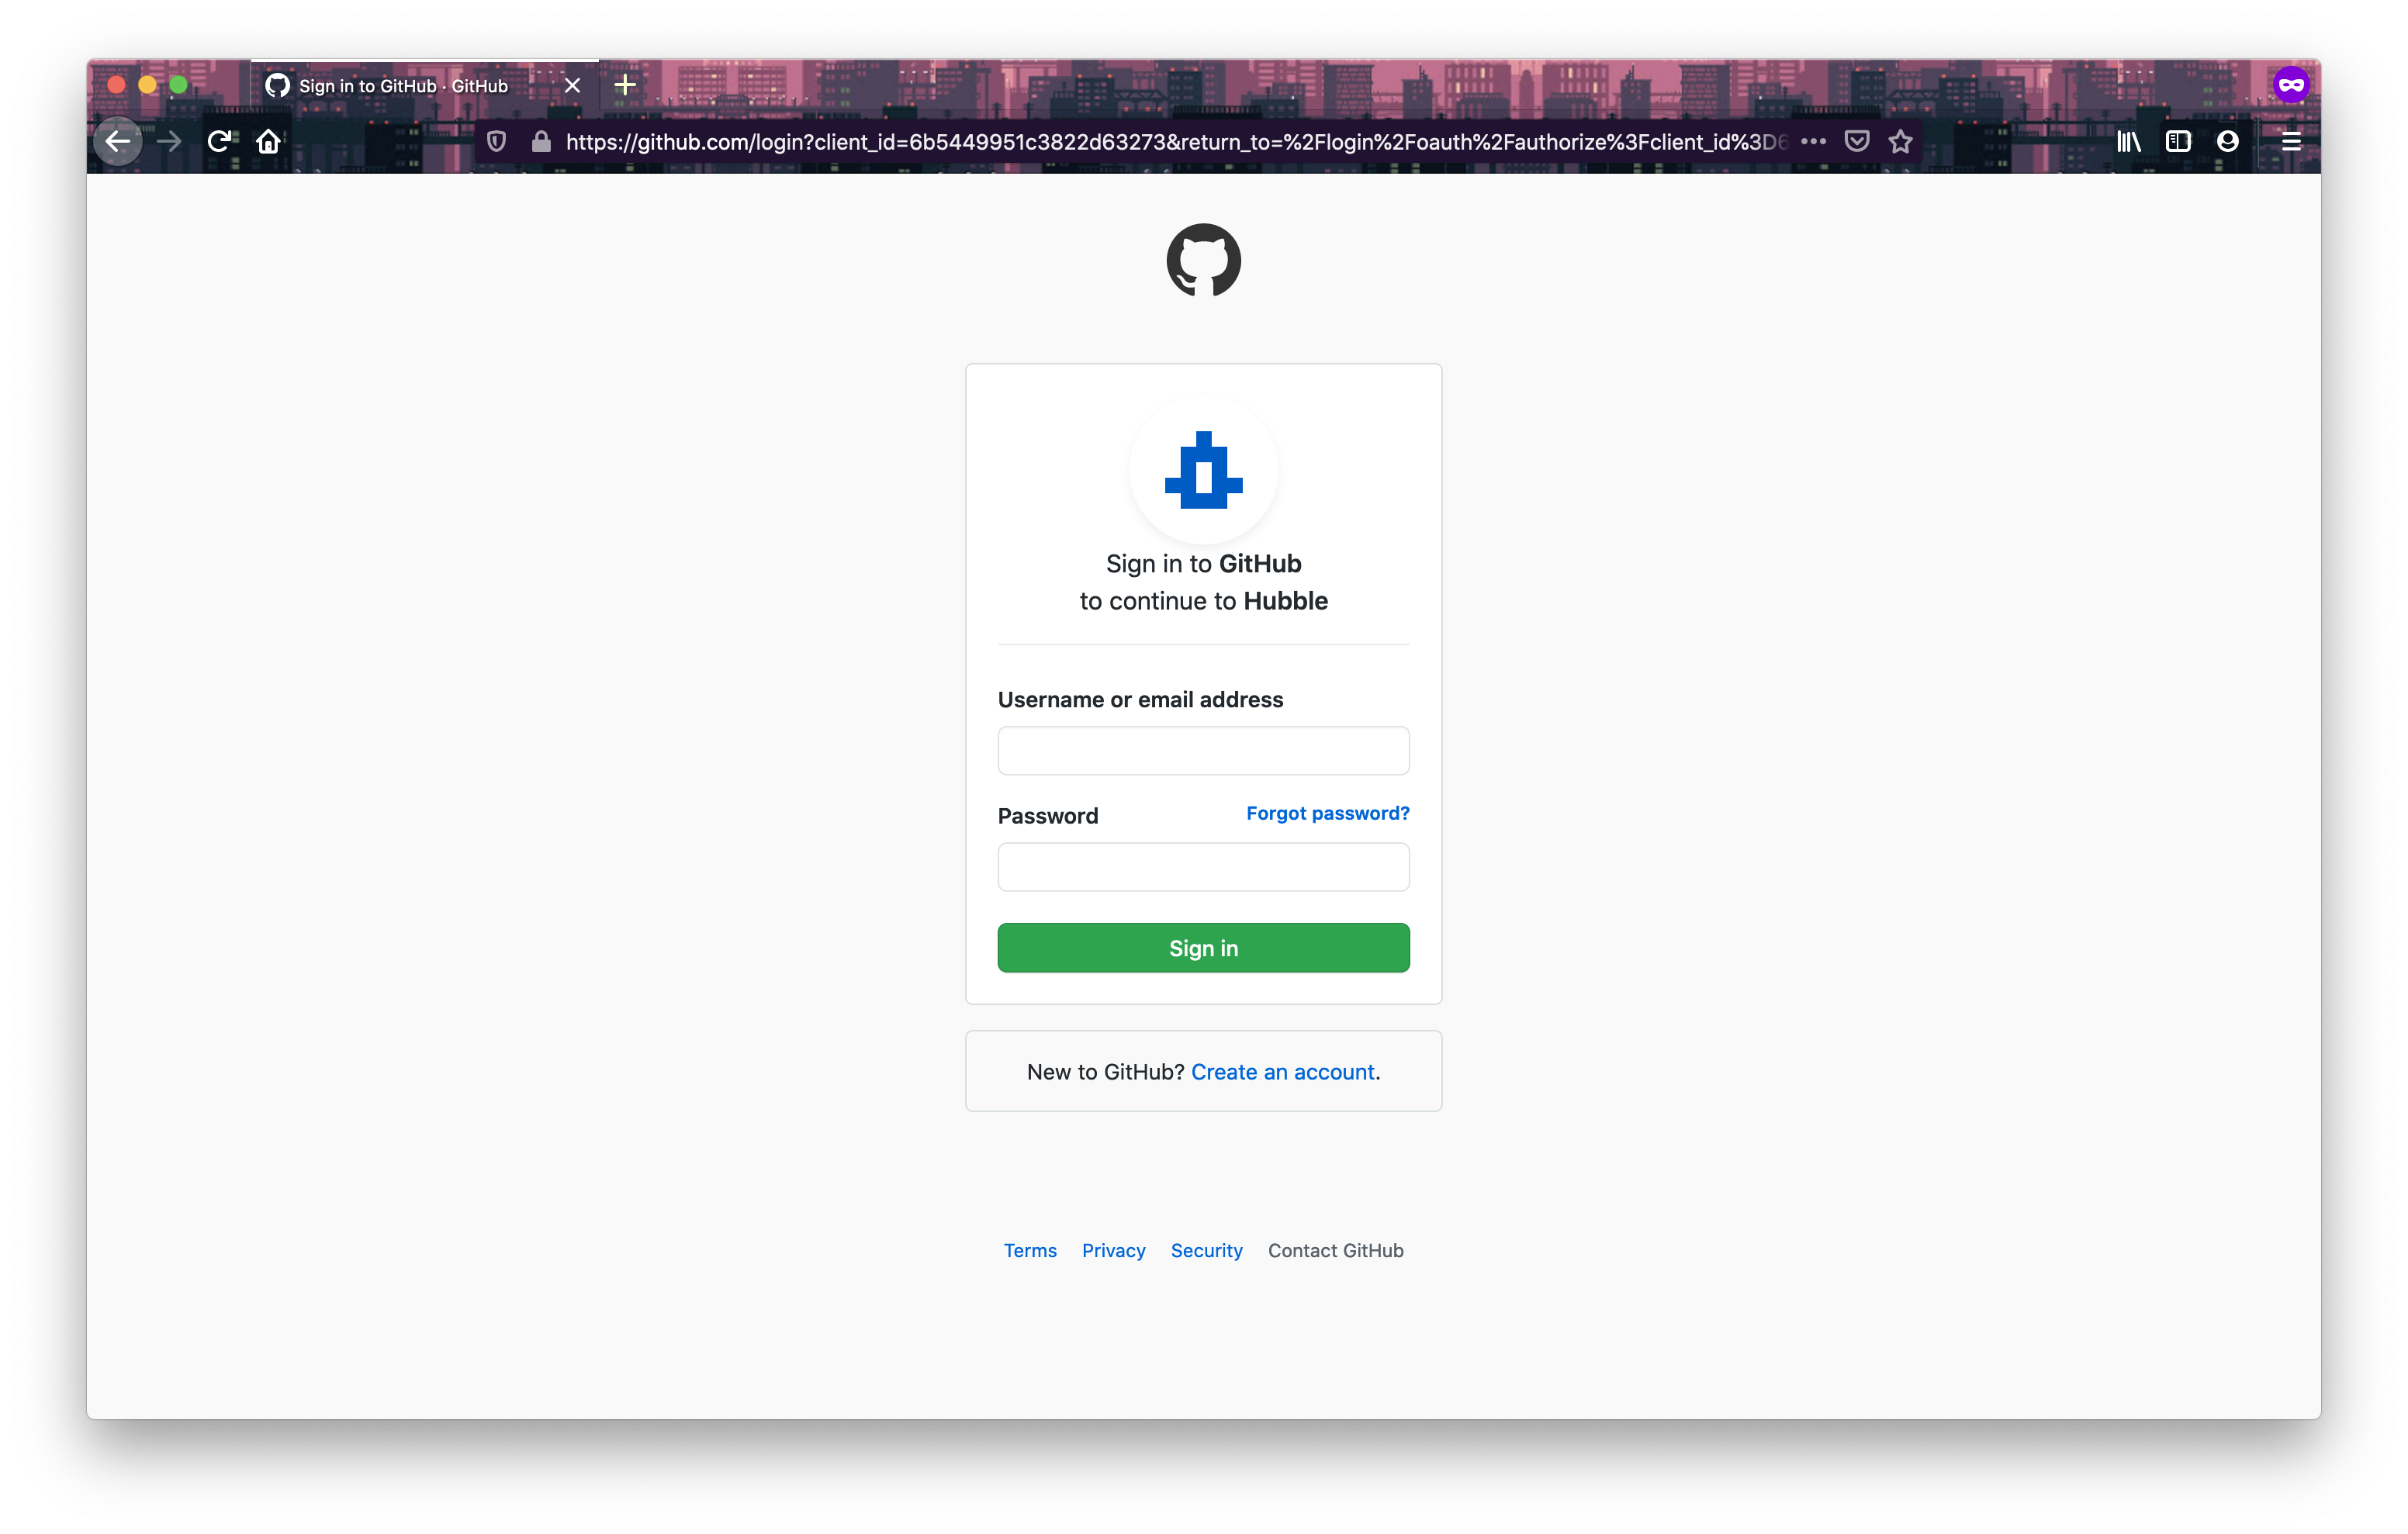 Sign in to GitHub · GitHub
https://github.com/login?client_id=6b5449951c3822d63273&return_to=%2Flogin%2Foauth%2Fauthorize%3Fclient_id%3D6
Sign in to GitHub
to continue to Hubble
Username or email address
Password
Forgot password?
Sign in
New to GitHub? Create an account.
Terms
Privacy
Security
Contact GitHub